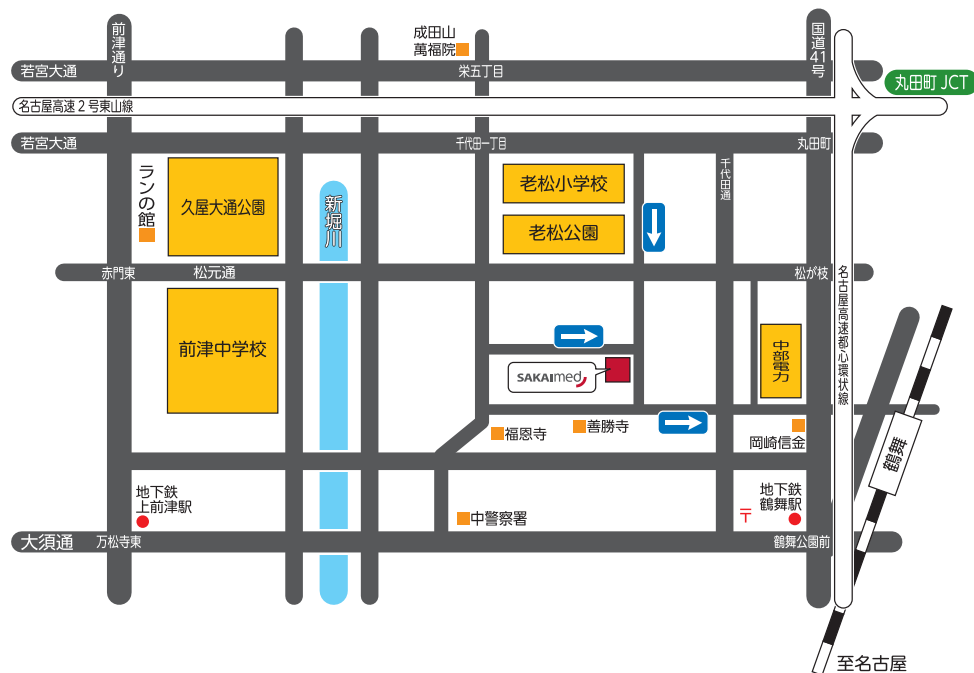 前津通り
成田山
萬福院
国道41号
若宮大通
栄五丁目
丸田町 JCT
名古屋高速2号東山線
若宮大通
千代田一丁目
丸田町
ランの館
久屋大通公園
新堀川
老松小学校
千代田通
老松公園
赤門東
松元通
松が枝
名古屋高速都心環状線
前津中学校
中部電力
SAKAImed
福恩寺
善勝寺
岡崎信金
鶴舞
地下鉄
上前津駅
中警察署
〒
地下鉄
鶴舞駅
大須通
万松寺東
鶴舞公園前
至名古屋